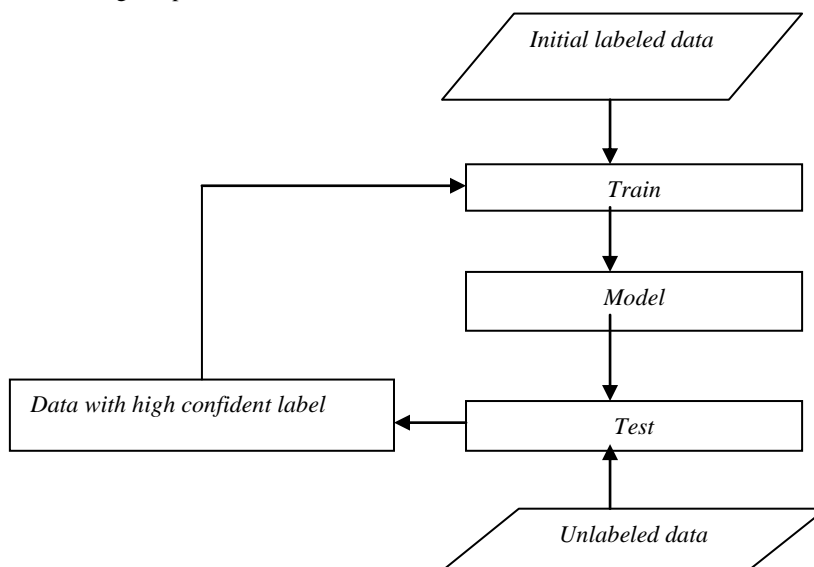 Initial labeled data
Train
Model
Data with high confident label
Test
Unlabeled data